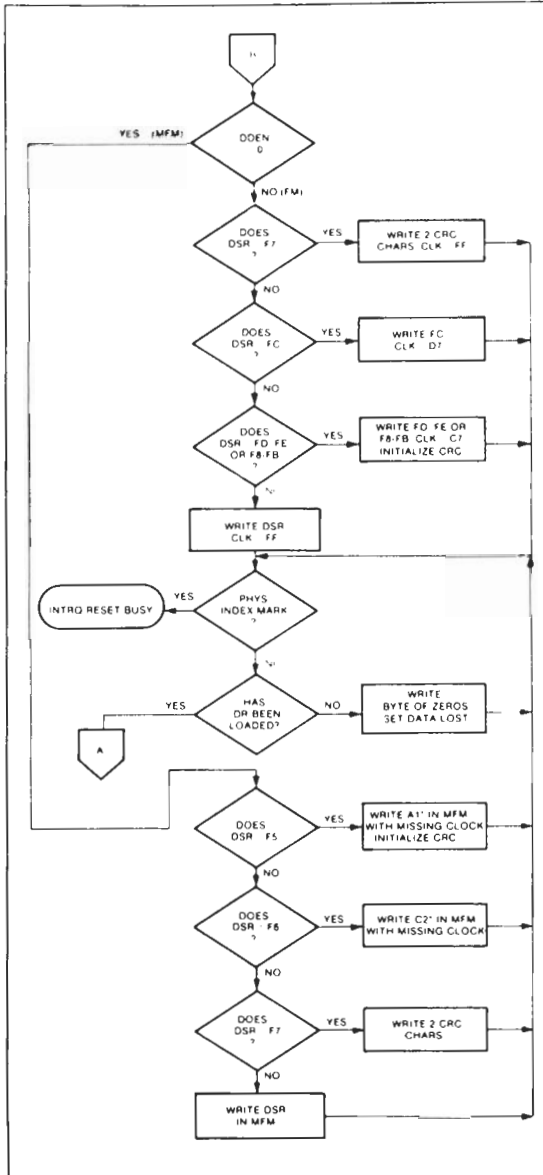 YES (MFM)
DDEN
0
NO (FM)
DOES
DSR F7
?
YES
WRITE 2 CRC
CHARS CLK FF
NO
DOES
DSR FC
?
YES
WRITE FC
CLK D7
NO
DOES
DSR FD FE
OR F8-FB
?
YES
WRITE FD FE OR
F8-FB CLK C7
INITIALIZE CRC
WRITE DSR
CLK FF
PHYS
INDEX MARK
?
YES
INTRQ RESET BUSY
HAS
DR BEEN
LOADED?
YES
NO
WRITE
BYTE OF ZEROS
SET DATA LOST
A
DOES
DSR F5
?
YES
WRITE A1* IN MFM
WITH MISSING CLOCK
INITIALIZE CRC
NO
DOES
DSR F6
?
YES
WRITE C2* IN MFM
WITH MISSING CLOCK
NO
DOES
DSR F7
?
YES
WRITE 2 CRC
CHARS
NO
WRITE DSR
IN MFM